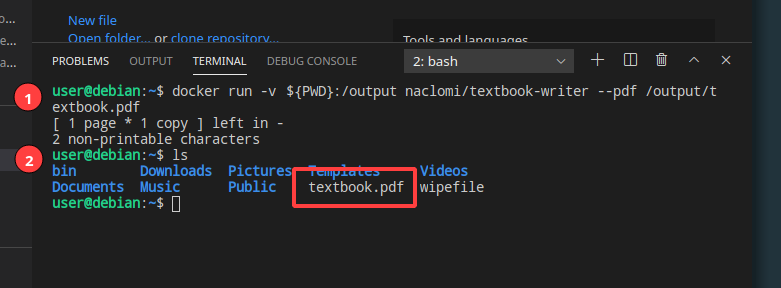 New file
Open folder... or clone repository...
Tools and languages
PROBLEMS OUTPUT TERMINAL DEBUG CONSOLE 2: bash
1 user@debian:~$ docker run -v ${PWD}:/output naclomi/textbook-writer --pdf /output/t
extbook.pdf
[ 1 page * 1 copy ] left in -
2 non-printable characters
2 user@debian:~$ ls
bin Downloads Pictures Templates Videos
Documents Music Public textbook.pdf wipefile
user@debian:~$